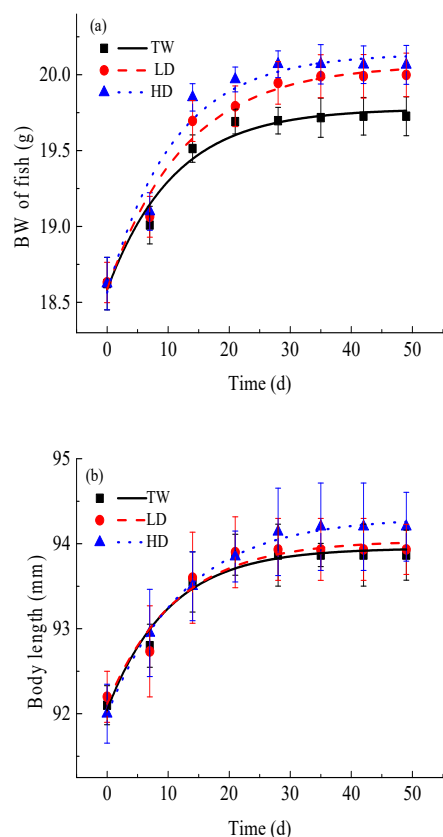 (a)
TW
LD
HD
20.0
19.5
19.0
18.5
BW of fish (g)
0 10 20 30 40 50
Time (d)
(b)
TW
LD
HD
95
94
93
92
Body length (mm)
0 10 20 30 40 50
Time (d)